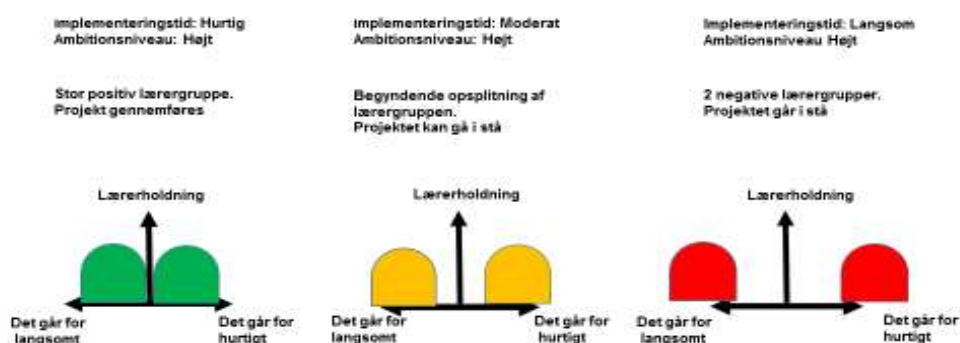 Implementeringstid: Hurtig
Ambitionsniveau: Højt
Stor positiv lærergruppe.
Projekt gennemføres
Lærerholdning
Det går for
langsomt
Det går for
hurtigt
Implementeringstid: Moderat
Ambitionsniveau: Højt
Begyndende opsplitning af
lærergruppen.
Projektet kan gå i stå
Lærerholdning
Det går for
langsomt
Det går for
hurtigt
Implementeringstid: Langsom
Ambitionsniveau Højt
2 negative lærergrupper.
Projektet går i stå
Lærerholdning
Det går for
langsomt
Det går for
hurtigt